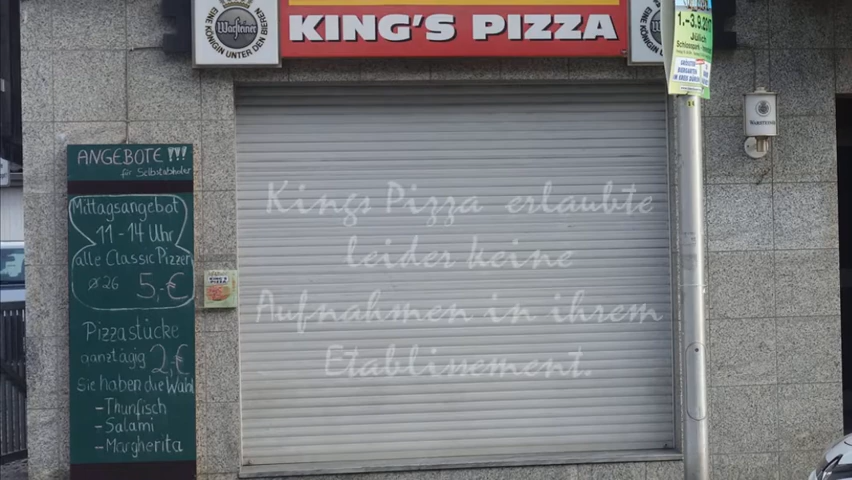 EINE KÖNIGIN UNTER DEN BIEREN
Warsteiner
KING'S PIZZA
1.-3.9.2017
Jülich
WARSTEINER
ANGEBOTE !!!
für Selbstabholer
Mittagsangebot
11-14 Uhr
alle Classic Pizzen
ø 26 5,-€
Pizzastücke
ganztägig 2,-€
Sie haben die Wahl
-Thunfisch
-Salami
-Margherita
Kings Pizza erlaubte
leider keine
Aufnahmen in ihrem
Etablissement.